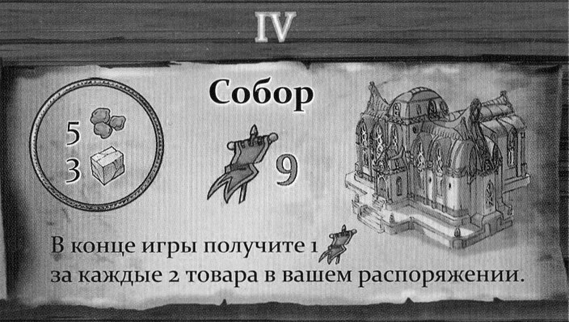 IV
Собор
5
3
9
В конце игры получите 1
за каждые 2 товара в вашем распоряжении.